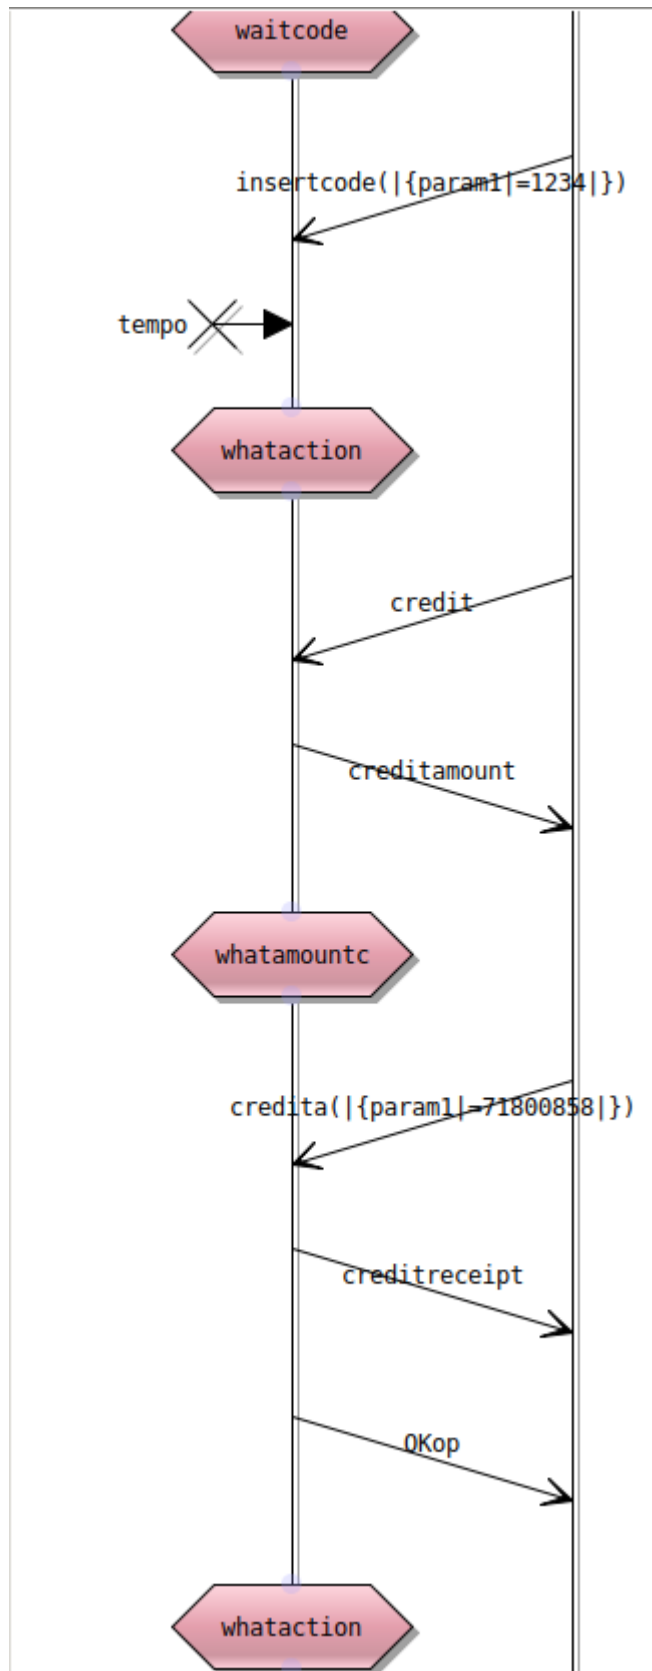 waitcode
insertcode(|{param1|=1234|})
tempo
whataction
credit
creditamount
whatamountc
credita(|{param1|=71800858|})
creditreceipt
OKop
whataction